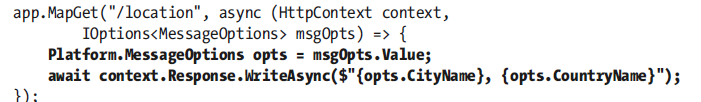 app.MapGet("/location", async (HttpContext context,
IOptions<MessageOptions> msgOpts) => {
Platform.MessageOptions opts = msgOpts.Value;
await context.Response.WriteAsync($"{opts.CityName}, {opts.CountryName}");
});